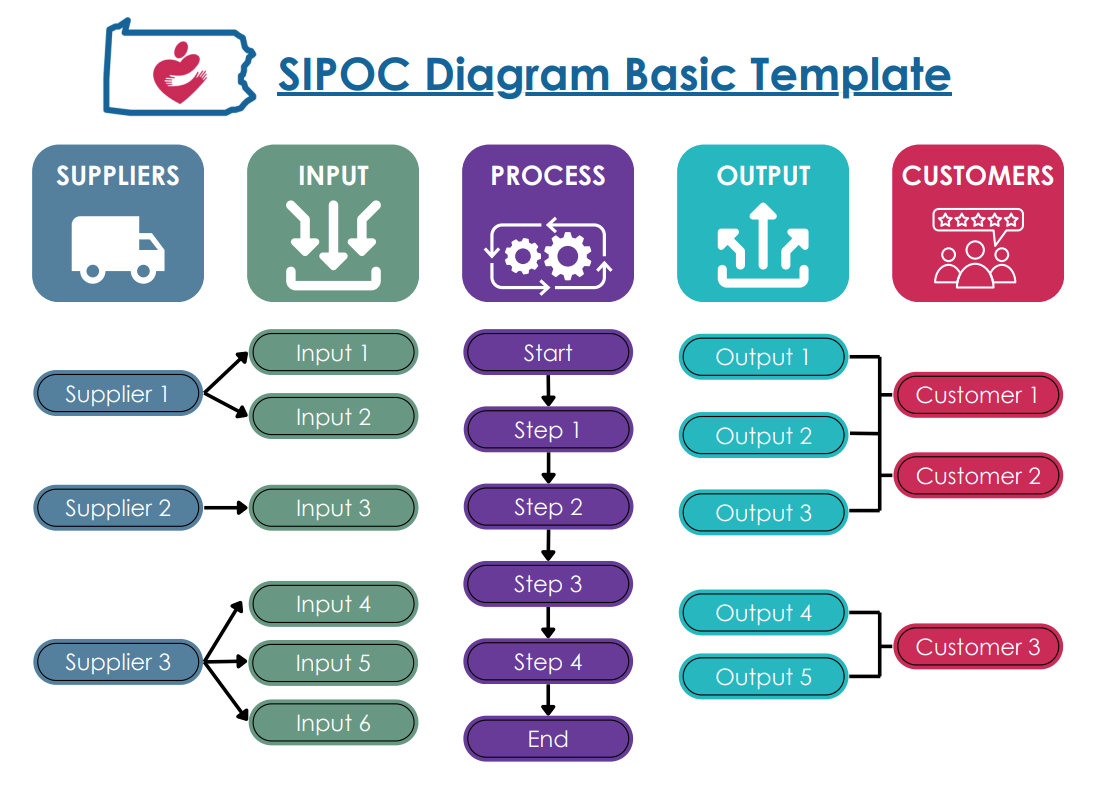 SIPOC Diagram Basic Template
SUPPLIERS
INPUT
PROCESS
OUTPUT
CUSTOMERS
Supplier 1
Supplier 2
Supplier 3
Input 1
Input 2
Input 3
Input 4
Input 5
Input 6
Start
Step 1
Step 2
Step 3
Step 4
End
Output 1
Output 2
Output 3
Output 4
Output 5
Customer 1
Customer 2
Customer 3